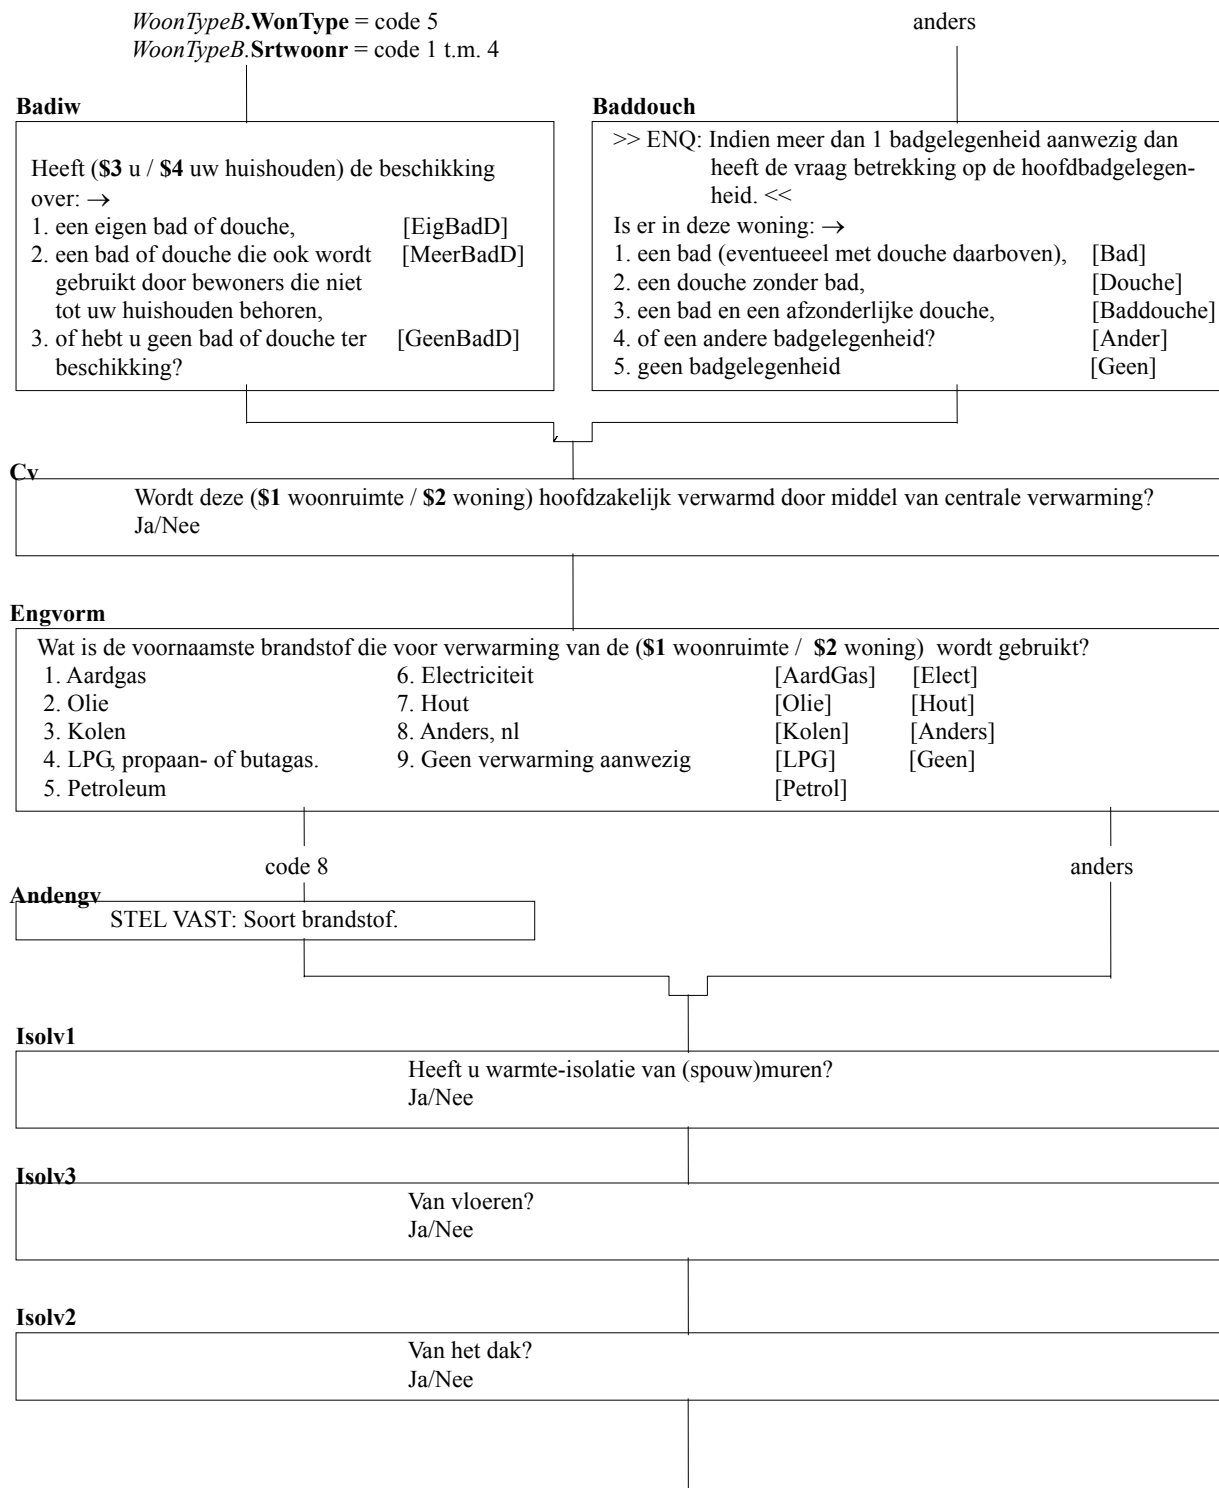 WoonTypeB.WonType = code 5
WoonTypeB.Srtwoonr = code 1 t.m. 4
anders
Badiw
Heeft ($3 u / $4 uw huishouden) de beschikking
over: →
1. een eigen bad of douche, [EigBadD]
2. een bad of douche die ook wordt [MeerBadD]
gebruikt door bewoners die niet
tot uw huishouden behoren,
3. of hebt u geen bad of douche ter [GeenBadD]
beschikking?
Baddouch
>> ENQ: Indien meer dan 1 badgelegenheid aanwezig dan
heeft de vraag betrekking op de hoofdbadgelegen-
heid. <<
Is er in deze woning: →
1. een bad (eventueeel met douche daarboven), [Bad]
2. een douche zonder bad, [Douche]
3. een bad en een afzonderlijke douche, [Baddouche]
4. of een andere badgelegenheid? [Ander]
5. geen badgelegenheid [Geen]
Cv
Wordt deze ($1 woonruimte / $2 woning) hoofdzakelijk verwarmd door middel van centrale verwarming?
Ja/Nee
Engvorm
Wat is de voornaamste brandstof die voor verwarming van de ($1 woonruimte / $2 woning) wordt gebruikt?
1. Aardgas 6. Electriciteit [AardGas] [Elect]
2. Olie 7. Hout [Olie] [Hout]
3. Kolen 8. Anders, nl [Kolen] [Anders]
4. LPG, propaan- of butagas. 9. Geen verwarming aanwezig [LPG] [Geen]
5. Petroleum [Petrol]
code 8 anders
Andengv
STEL VAST: Soort brandstof.
Isolv1
Heeft u warmte-isolatie van (spouw)muren?
Ja/Nee
Isolv3
Van vloeren?
Ja/Nee
Isolv2
Van het dak?
Ja/Nee